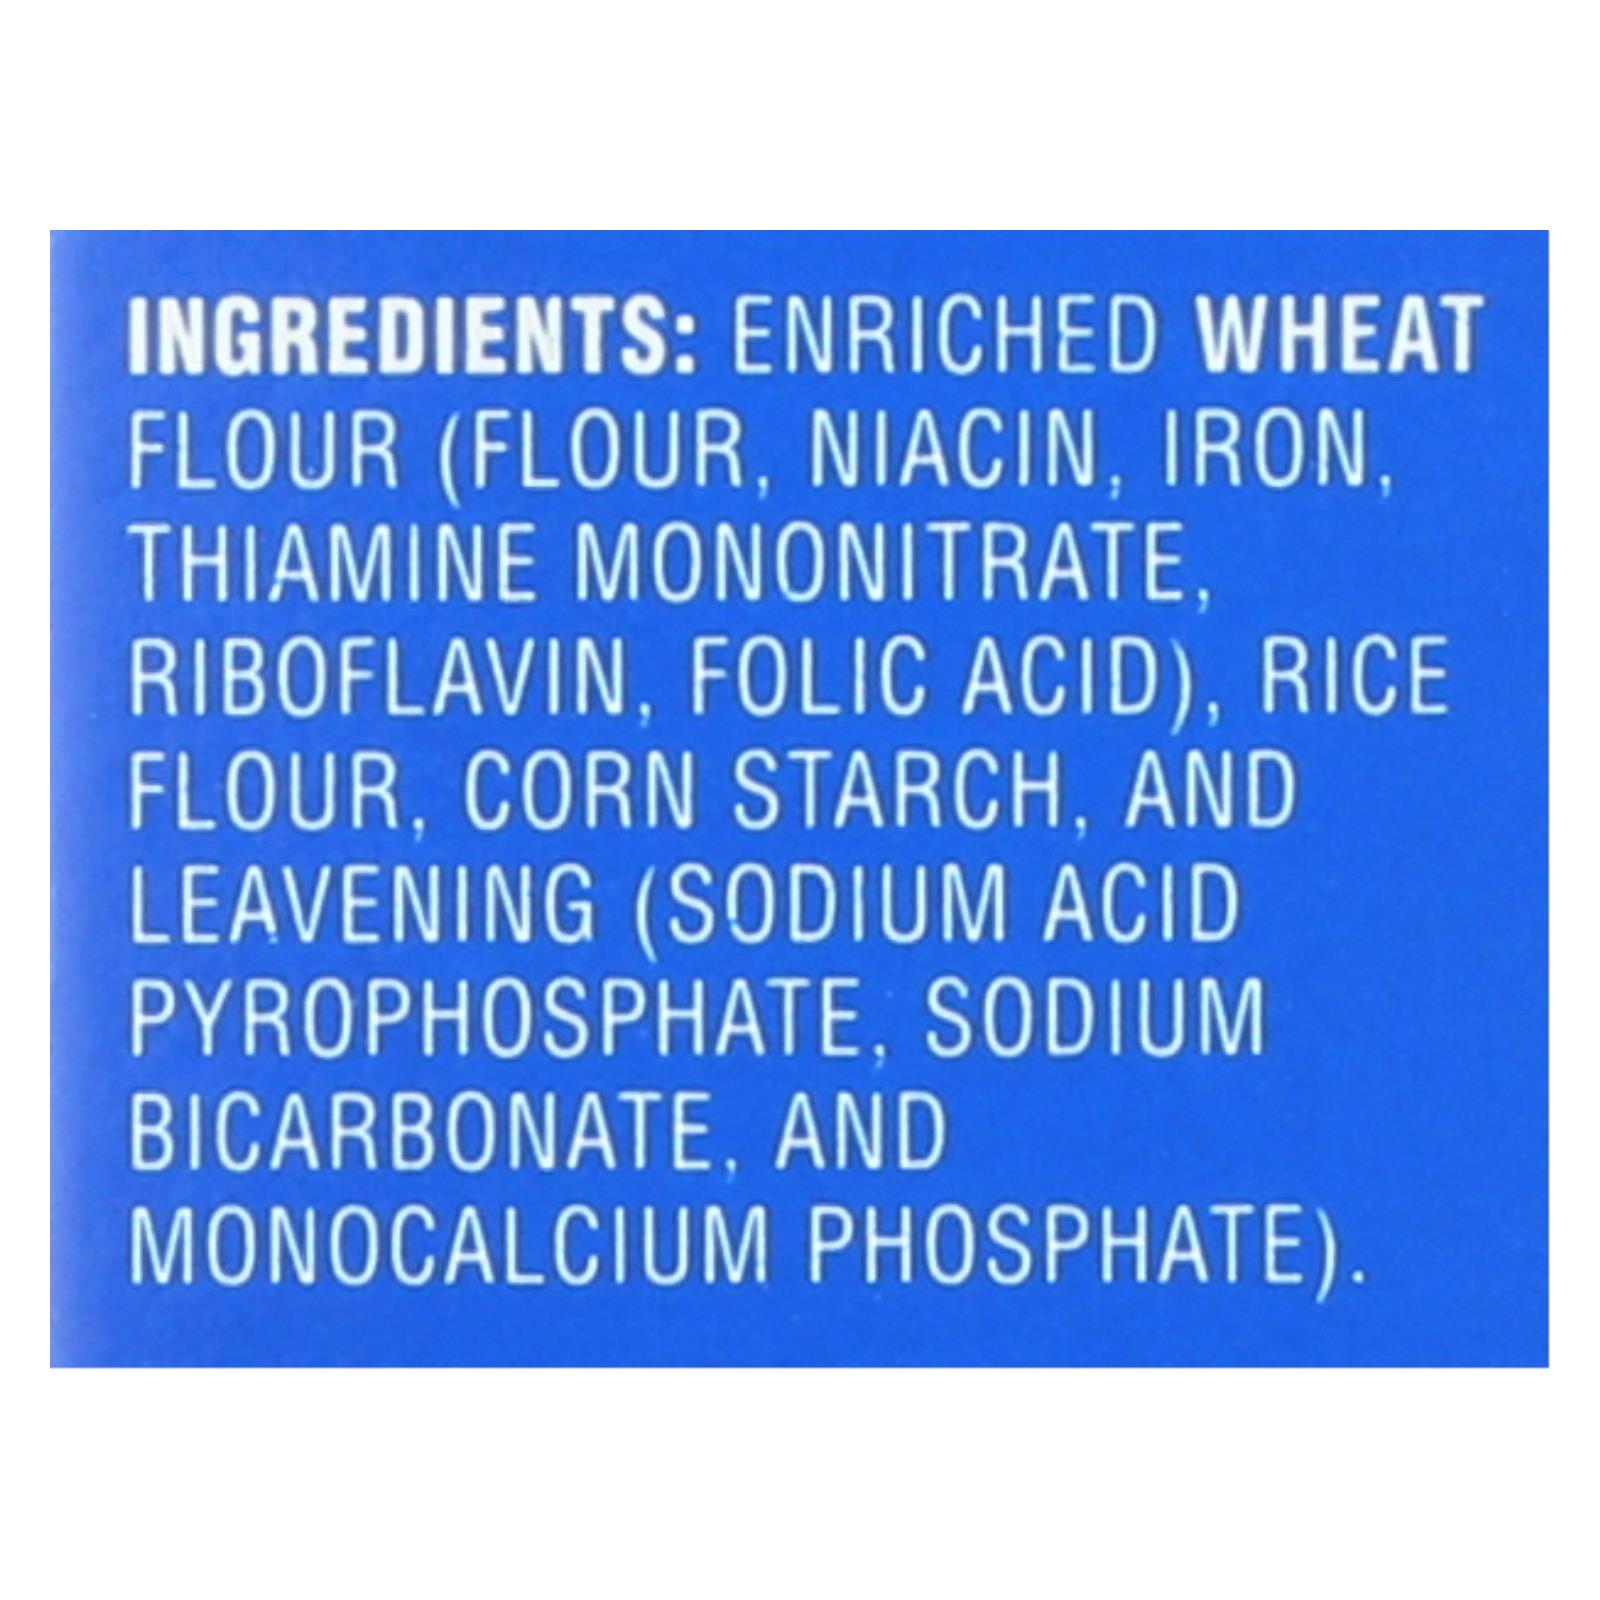 INGREDIENTS: ENRICHED WHEAT
FLOUR (FLOUR, NIACIN, IRON,
THIAMINE MONONITRATE,
RIBOFLAVIN, FOLIC ACID), RICE
FLOUR, CORN STARCH, AND
LEAVENING (SODIUM ACID
PYROPHOSPHATE, SODIUM
BICARBONATE, AND
MONOCALCIUM PHOSPHATE).